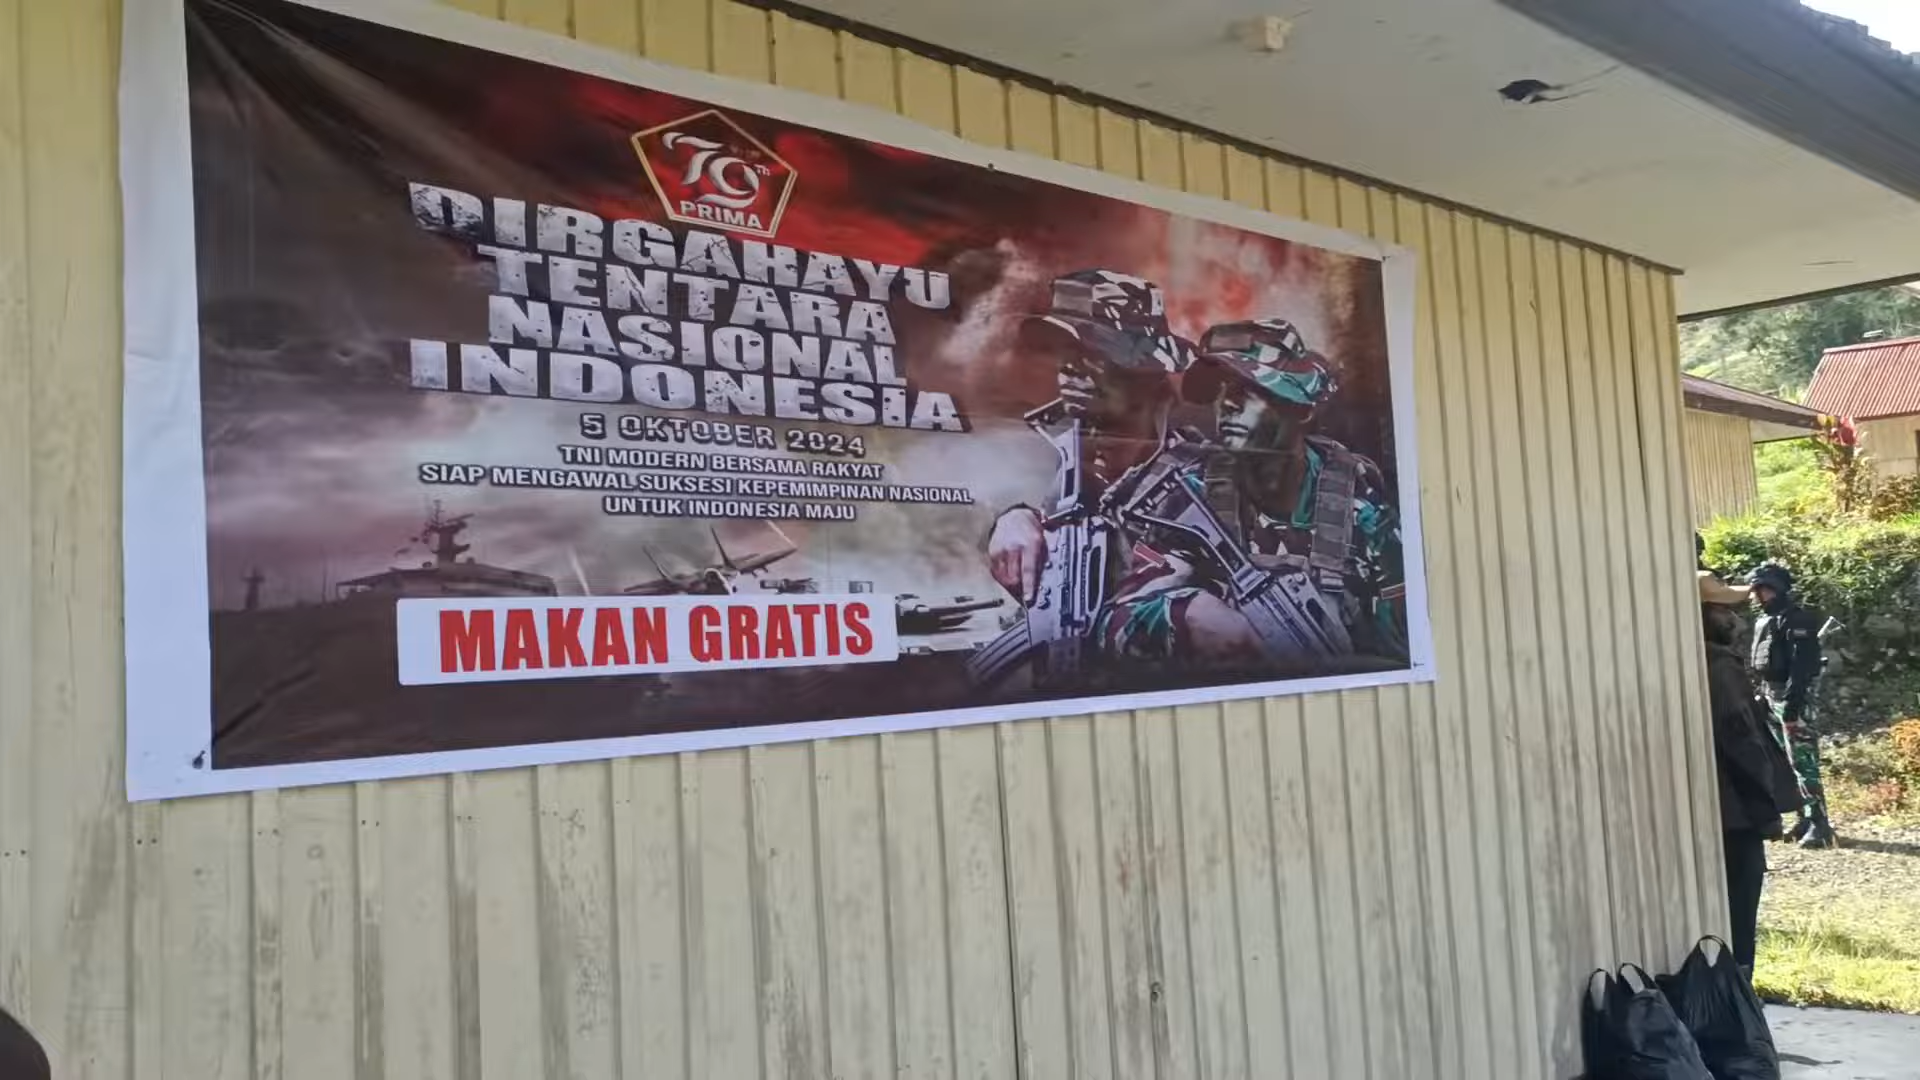 79th
PRIMA
DIRGAHAYU
TENTARA
NASIONAL
INDONESIA
5 OKTOBER 2024
TNI MODERN BERSAMA RAKYAT
SIAP MENGAWAL SUKSESI KEPEMIMPINAN NASIONAL
UNTUK INDONESIA MAJU
MAKAN GRATIS